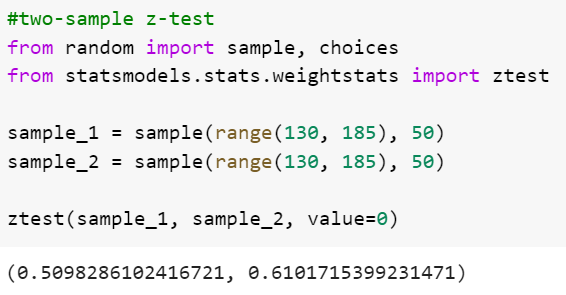 #two-sample z-test
from random import sample, choices
from statsmodels.stats.weightstats import ztest
sample_1 = sample(range(130, 185), 50)
sample_2 = sample(range(130, 185), 50)
ztest(sample_1, sample_2, value=0)
(0.5098286102416721, 0.6101715399231471)